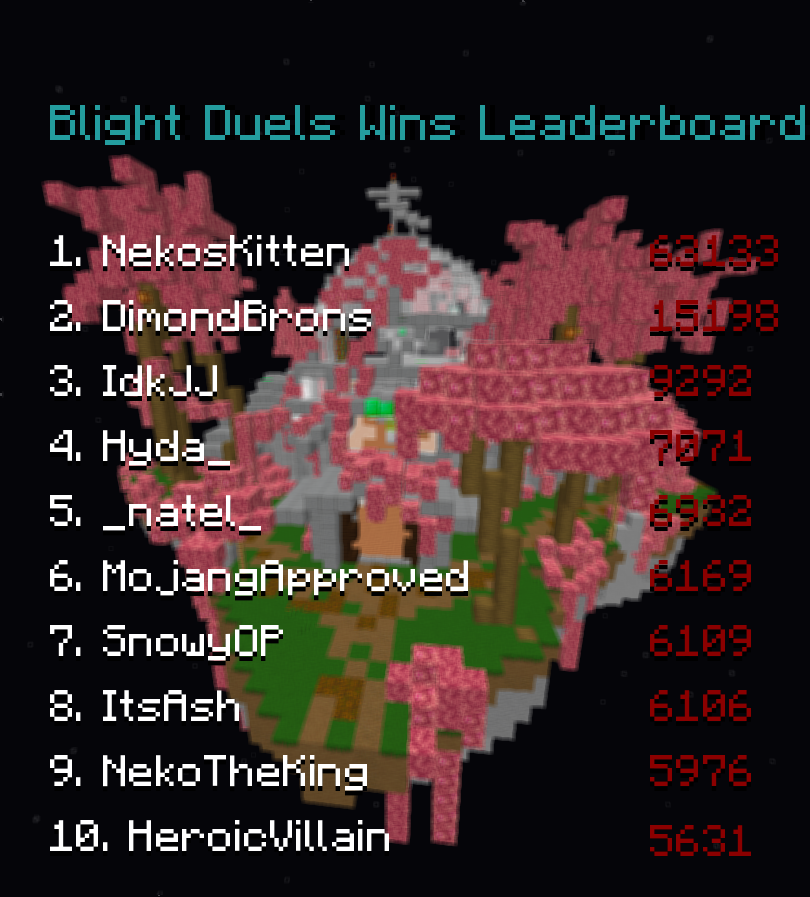 Blight Duels Wins Leaderboard
1. NekosKitten 63133
2. DimondBrons 15198
3. IdkJJ 9292
4. Hyda_ 7071
5. _natel_ 6932
6. MojangApproved 6169
7. SnowyOP 6109
8. ItsAsh 6106
9. NekoTheKing 5976
10. HeroicVillain 5631